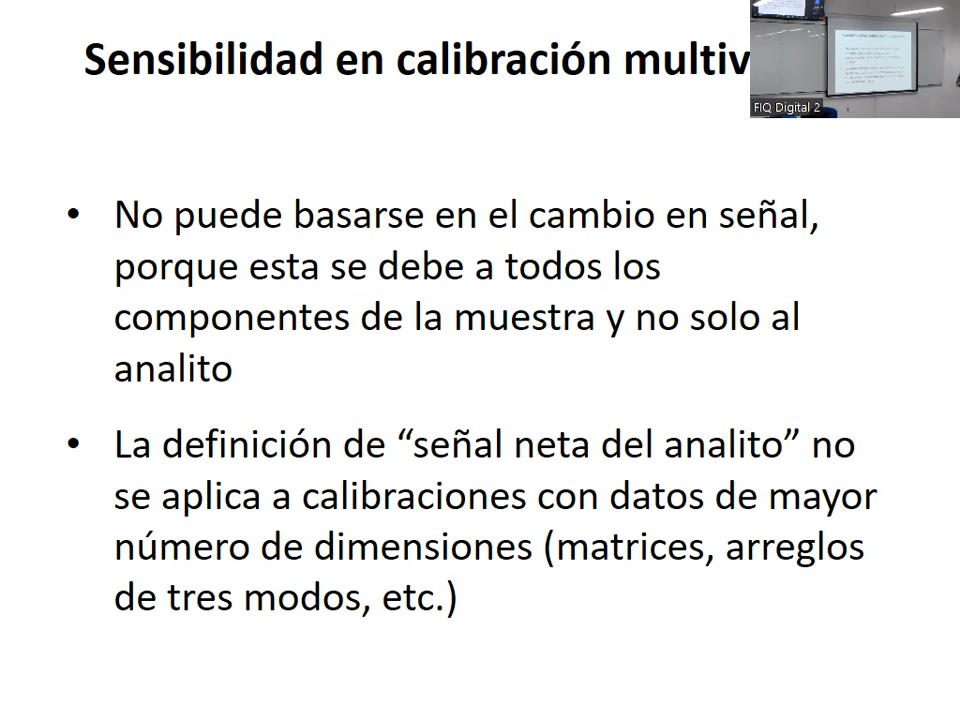 Sensibilidad en calibración multiv
FIQ Digital 2
• No puede basarse en el cambio en señal,
porque esta se debe a todos los
componentes de la muestra y no solo al
analito
• La definición de “señal neta del analito” no
se aplica a calibraciones con datos de mayor
número de dimensiones (matrices, arreglos
de tres modos, etc.)